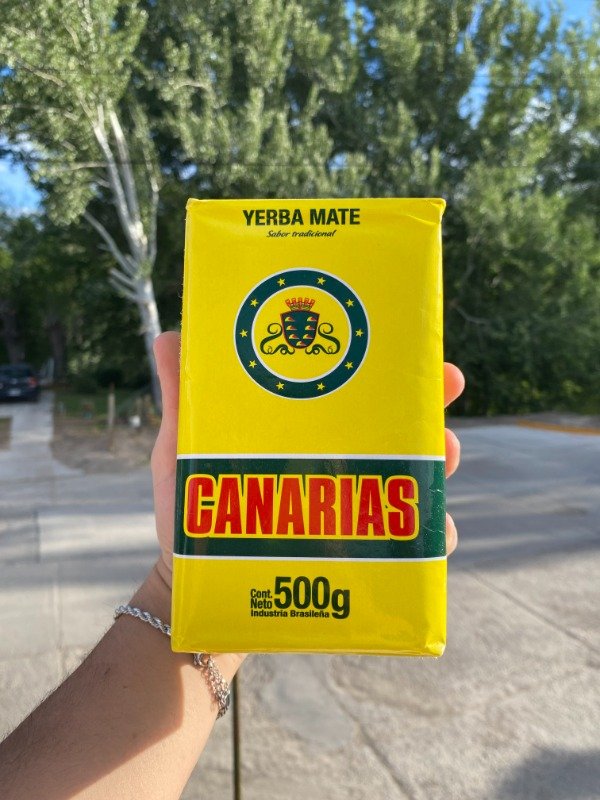 YERBA MATE
Sabor tradicional
CANARIAS
Cont. Neto 500g
Industria Brasileña